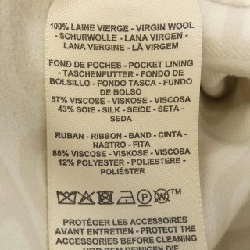 100% LAINE VIERGE - VIRGIN WOOL
- SCHURWOLLE - LANA VIRGEN -
LANA VERGINE - LÃ VIRGEM
FOND DE POCHES - POCKET LINING
- TASCHENFUTTER - FONDO DE
BOLSILLO - FONDO TASCA - FUNDO
DE BOLSO
57% VISCOSE - VISKOSE - VISCOSA
43% SOIE - SILK - SEIDE - SETA -
SEDA
RUBAN - RIBBON - BAND - CINTA -
NASTRO - FITA
88% VISCOSE - VISKOSE - VISCOSA
12% POLYESTER - POLIESTERE -
POLIÉSTER
P W
PROTÉGER LES ACCESSOIRES
AVANT ENTRETIEN - PROTECT THE
ACCESSORIES BEFORE CLEANING